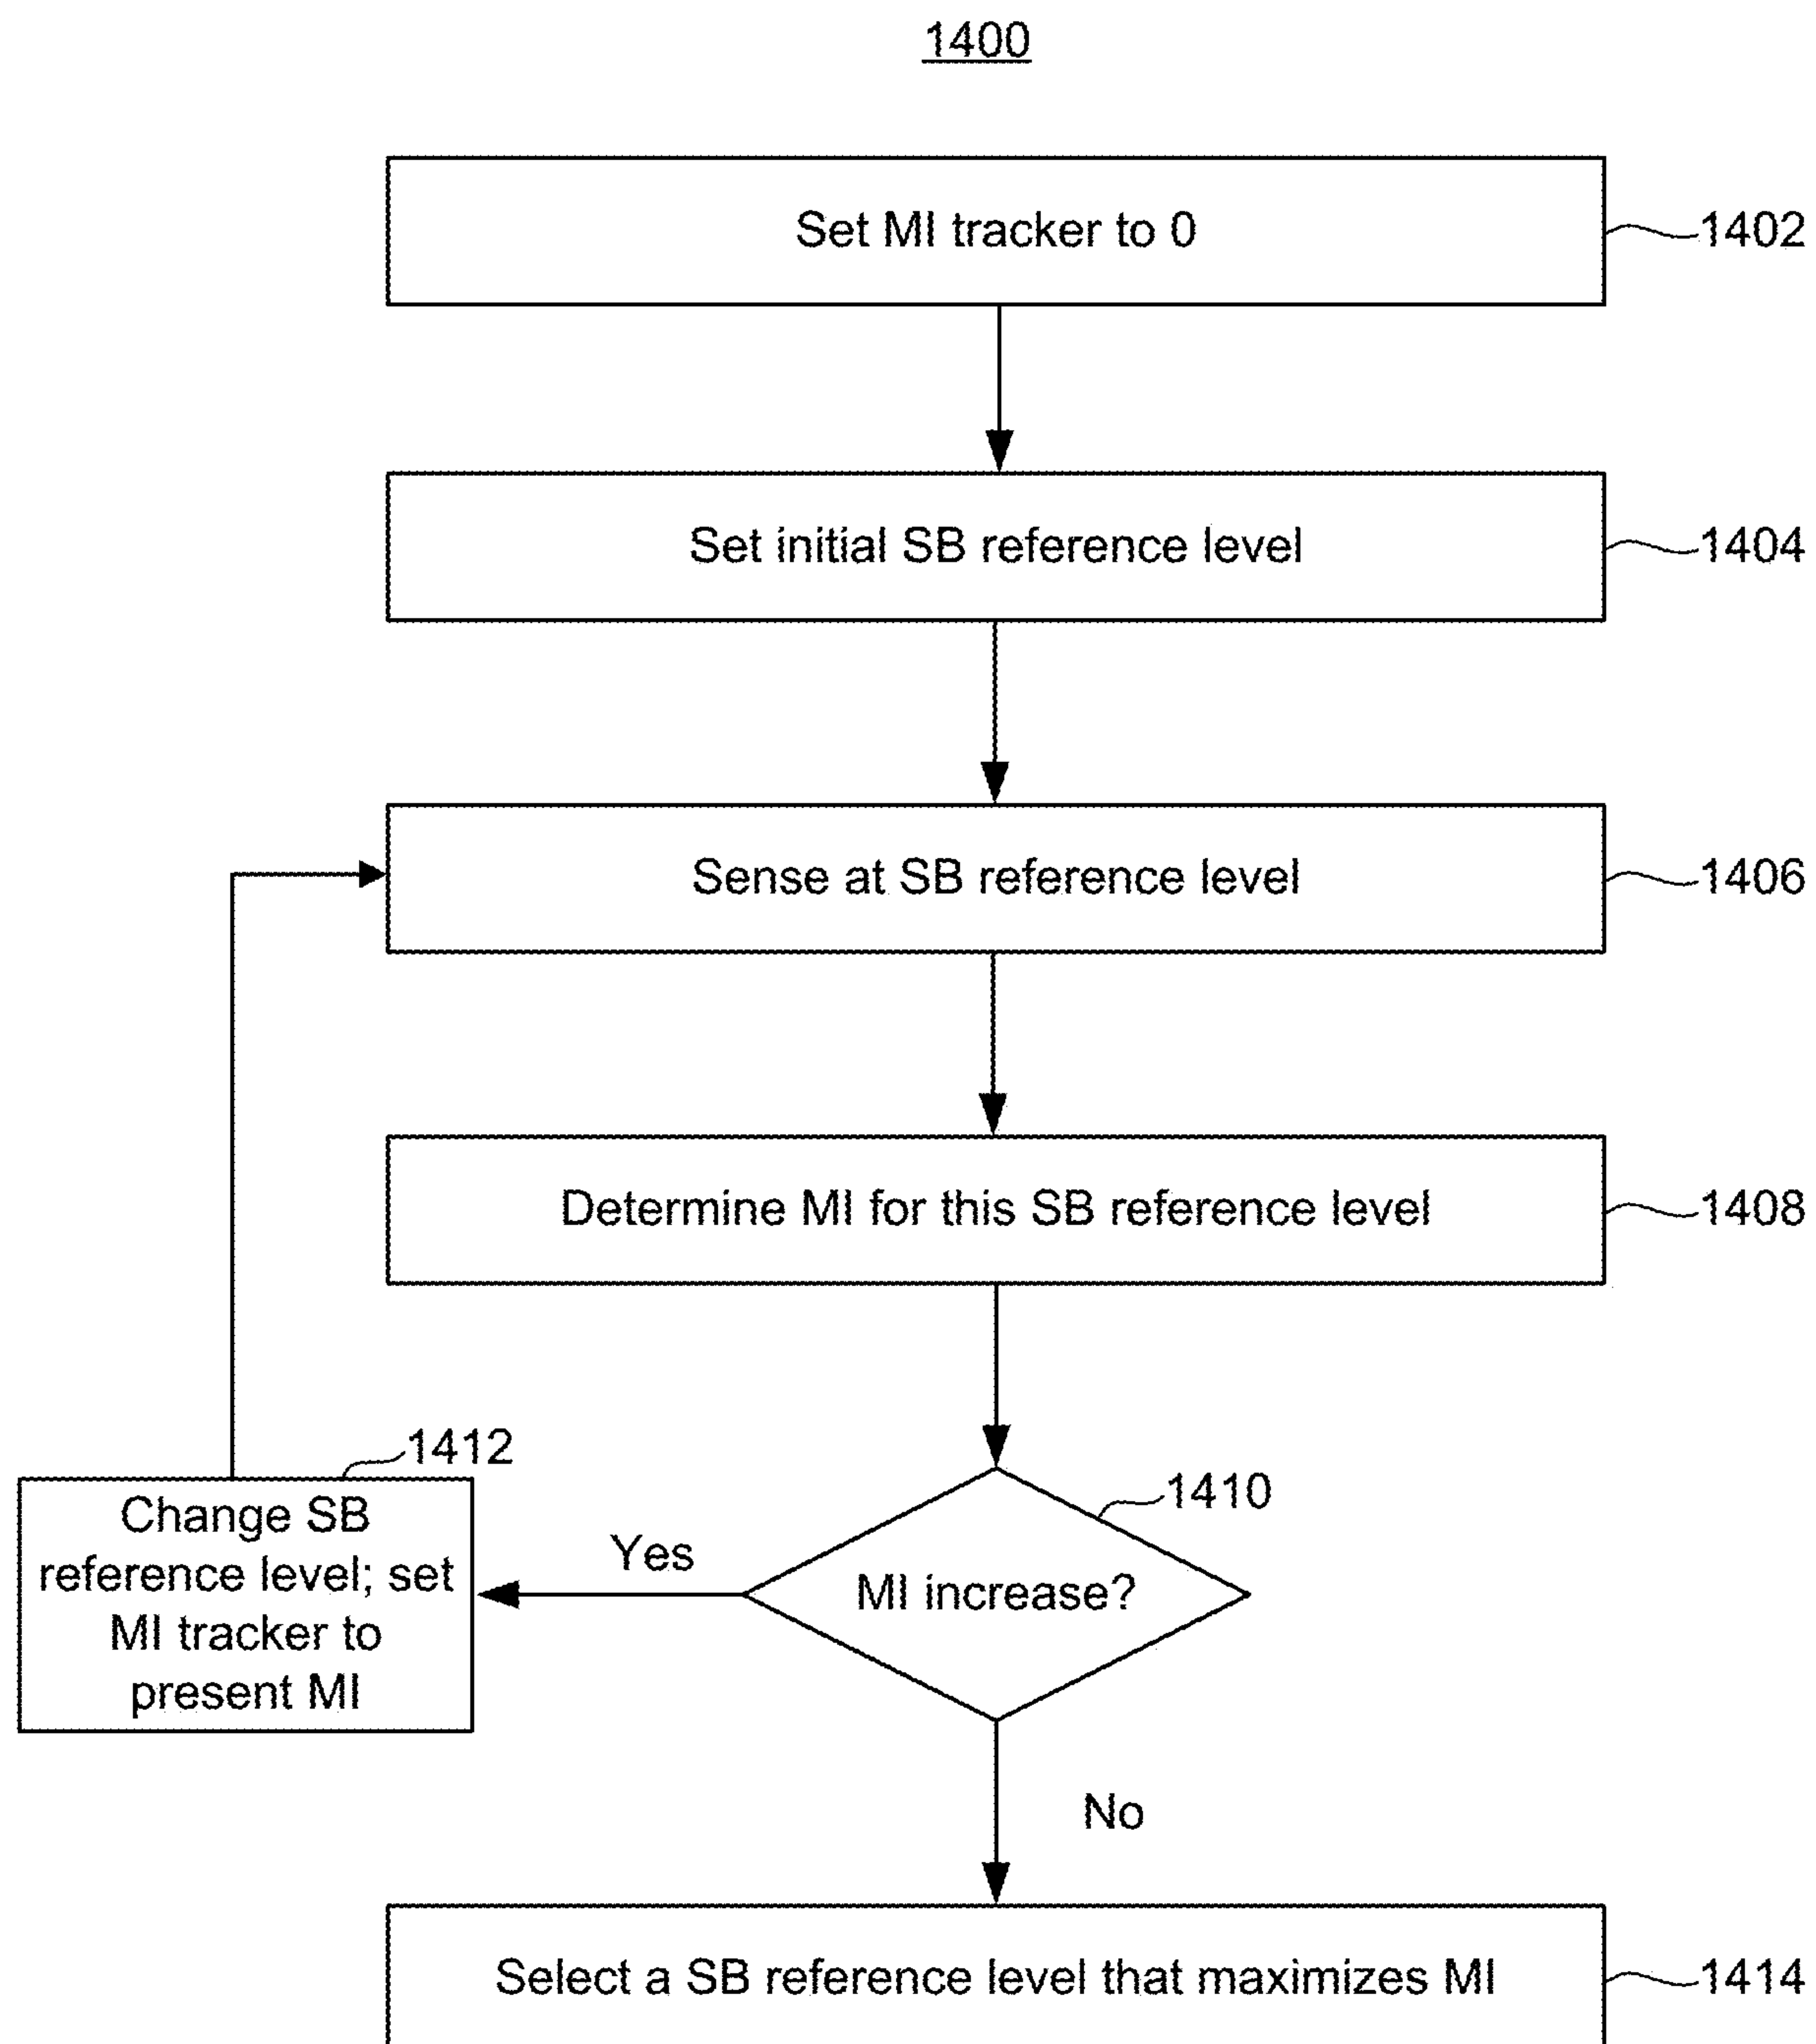 1400
Set MI tracker to 0
1402
Set initial SB reference level
1404
Sense at SB reference level
1406
Determine MI for this SB reference level
1408
1412
Change SB
reference level; set
MI tracker to
present MI
Yes
1410
MI increase?
No
Select a SB reference level that maximizes MI
1414